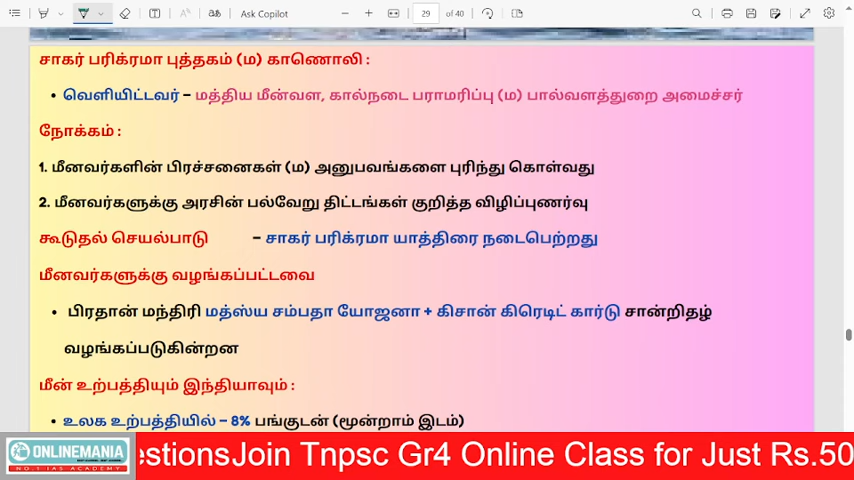 Ask Copilot
29 of 40
சாகர் பரிக்ரமா புத்தகம் (ம) காணொலி :
• வெளியிட்டவர் – மத்திய மீன்வள, கால்நடை பராமரிப்பு (ம) பால்வளத்துறை அமைச்சர்
நோக்கம் :
1. மீனவர்களின் பிரச்சனைகள் (ம) அனுபவங்களை புரிந்து கொள்வது
2. மீனவர்களுக்கு அரசின் பல்வேறு திட்டங்கள் குறித்த விழிப்புணர்வு
கூடுதல் செயல்பாடு – சாகர் பரிக்ரமா யாத்திரை நடைபெற்றது
மீனவர்களுக்கு வழங்கப்பட்டவை
• பிரதான் மந்திரி மத்ஸ்ய சம்பதா யோஜனா + கிசான் கிரெடிட் கார்டு சான்றிதழ்
வழங்கப்படுகின்றன
மீன் உற்பத்தியும் இந்தியாவும் :
• உலக உற்பத்தியில் – 8% பங்குடன் (மூன்றாம் இடம்)
ONLINEMANIA
NO.1 IAS ACADEMY
estionsJoin Tnpsc Gr4 Online Class for Just Rs.50